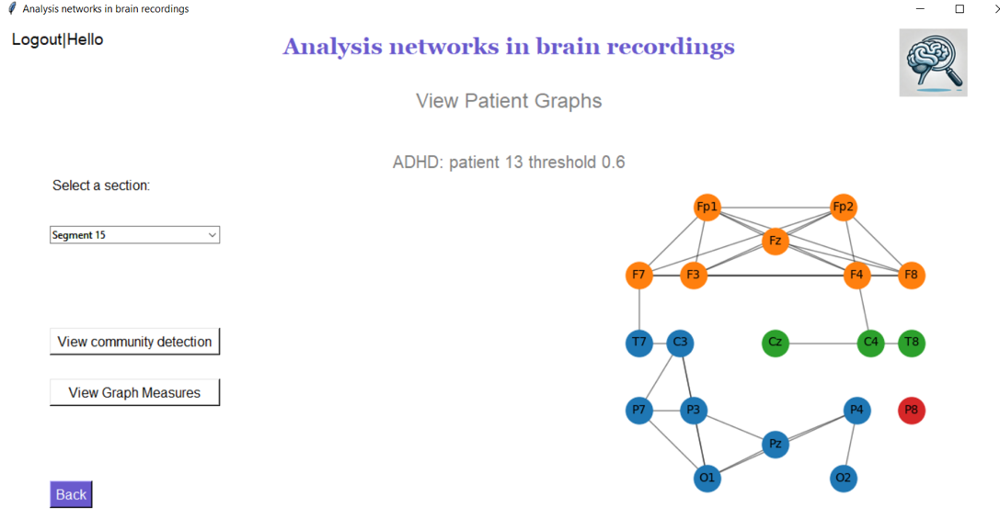 Analysis networks in brain recordings
Logout|Hello
Analysis networks in brain recordings
View Patient Graphs
ADHD: patient 13 threshold 0.6
Select a section:
Segment 15
View community detection
View Graph Measures
Back
Fp1 Fp2
Fz
F7 F3 F4 F8
T7 C3 Cz C4 T8
P7 P3 P4 P8
Pz
O1 O2